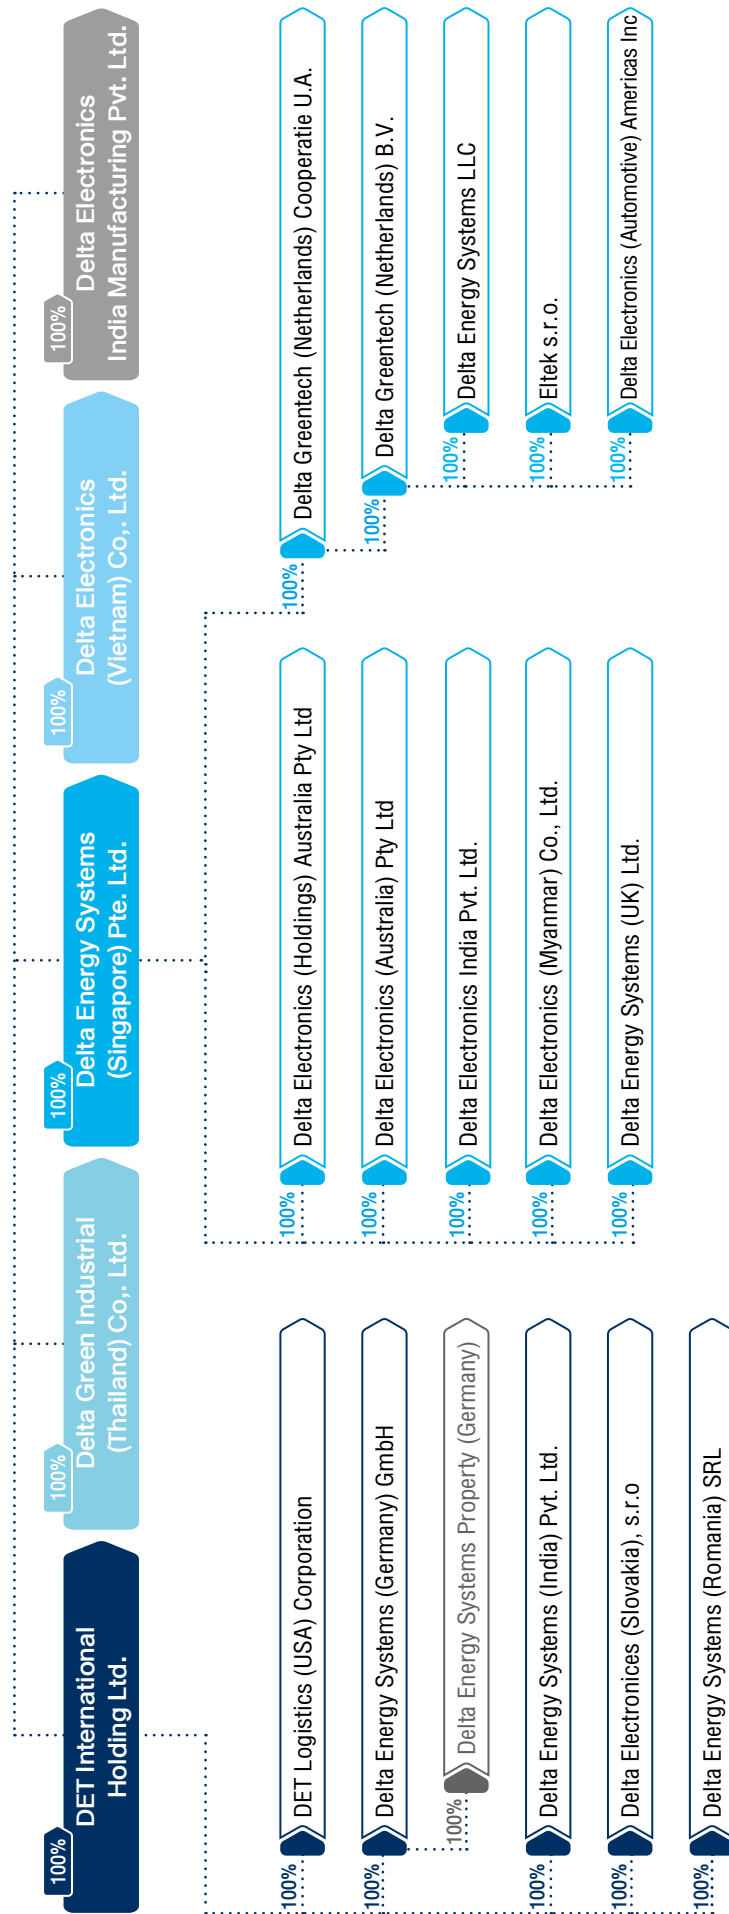 100%
DET International
Holding Ltd.
100%
Delta Green Industrial
(Thailand) Co,. Ltd.
100%
Delta Energy Systems
(Singapore) Pte. Ltd.
100%
Delta Electronics
(Vietnam) Co,. Ltd.
100%
Delta Electronics
India Manufacturing Pvt. Ltd.
100%
DET Logistics (USA) Corporation
100%
Delta Energy Systems (Germany) GmbH
100%
Delta Energy Systems Property (Germany)
100%
Delta Energy Systems (India) Pvt. Ltd.
100%
Delta Electronices (Slovakia), s.r.o
100%
Delta Energy Systems (Romania) SRL
100%
Delta Electronics (Holdings) Australia Pty Ltd
100%
Delta Electronics (Australia) Pty Ltd
100%
Delta Electronics India Pvt. Ltd.
100%
Delta Electronics (Myanmar) Co., Ltd.
100%
Delta Energy Systems (UK) Ltd.
100%
Delta Greentech (Netherlands) Cooperatie U.A.
100%
Delta Greentech (Netherlands) B.V.
100%
Delta Energy Systems LLC
100%
Eltek s.r.o.
100%
Delta Electronics (Automotive) Americas Inc